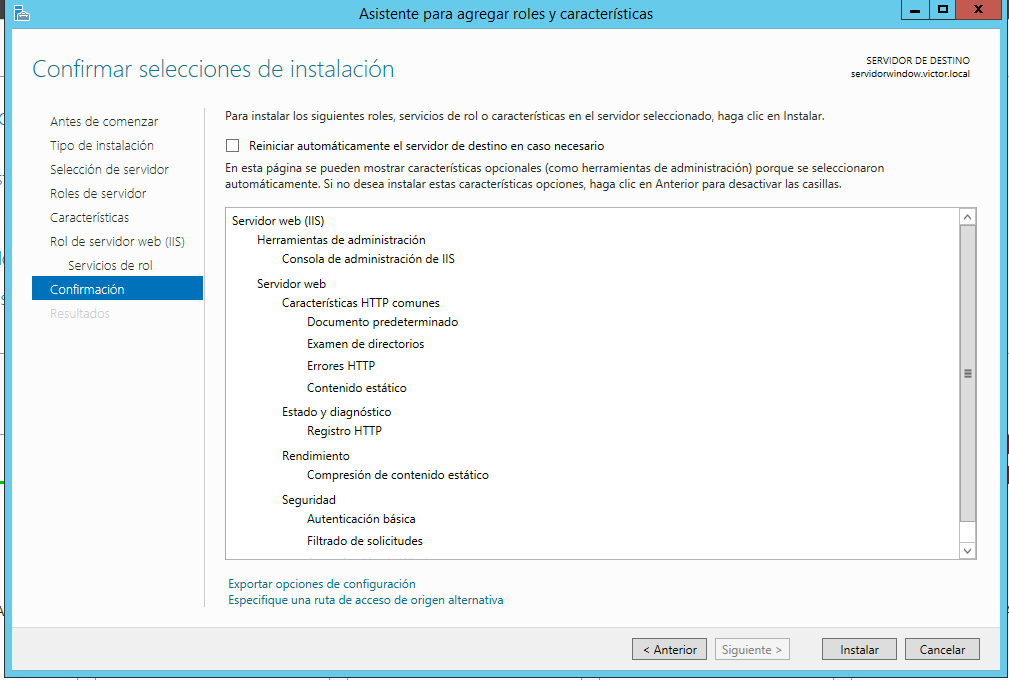 Asistente para agregar roles y características
Confirmar selecciones de instalación
SERVIDOR DE DESTINO
servidorwindow.victor.local
Antes de comenzar
Tipo de instalación
Selección de servidor
Roles de servidor
Características
Rol de servidor web (IIS)
Servicios de rol
Confirmación
Resultados
Para instalar los siguientes roles, servicios de rol o características en el servidor seleccionado, haga clic en Instalar.
Reiniciar automáticamente el servidor de destino en caso necesario
En esta página se pueden mostrar características opcionales (como herramientas de administración) porque se seleccionaron
automáticamente. Si no desea instalar estas características opciones, haga clic en Anterior para desactivar las casillas.
Servidor web (IIS)
Herramientas de administración
Consola de administración de IIS
Servidor web
Características HTTP comunes
Documento predeterminado
Examen de directorios
Errores HTTP
Contenido estático
Estado y diagnóstico
Registro HTTP
Rendimiento
Compresión de contenido estático
Seguridad
Autenticación básica
Filtrado de solicitudes
Exportar opciones de configuración
Especifique una ruta de acceso de origen alternativa
< Anterior
Siguiente >
Instalar
Cancelar